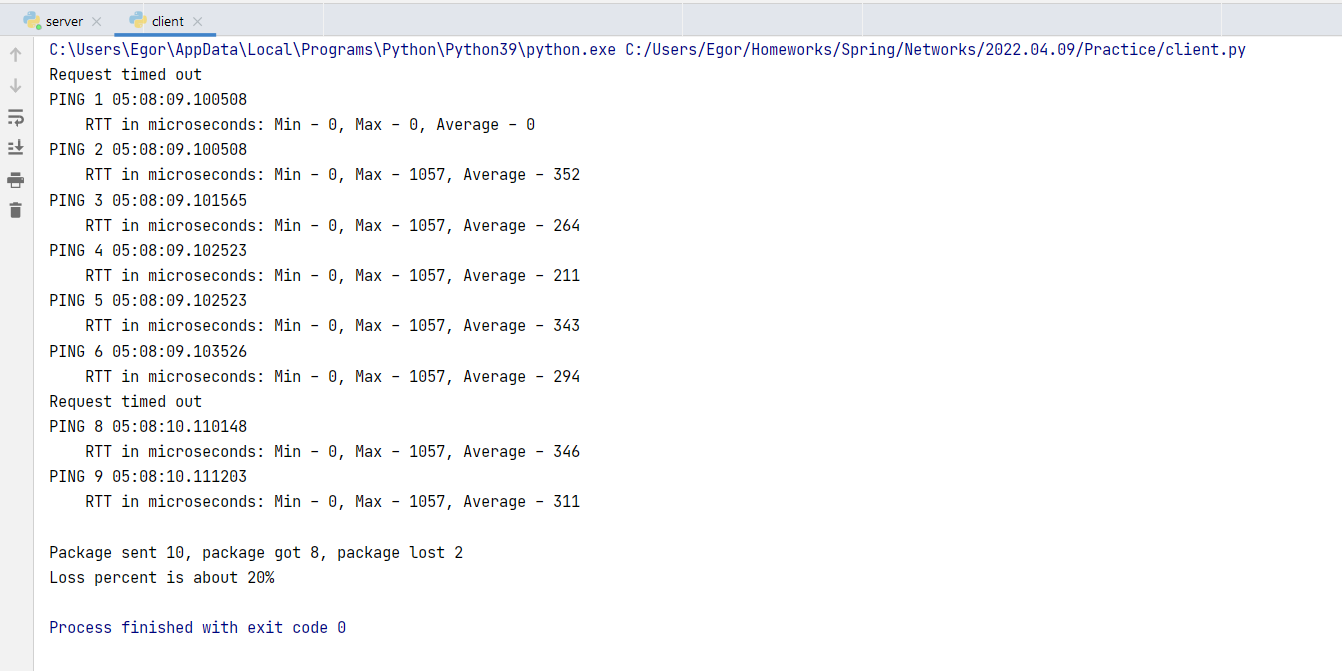 server
client
C:\Users\Egor\AppData\Local\Programs\Python\Python39\python.exe C:/Users/Egor/Homeworks/Spring/Networks/2022.04.09/Practice/client.py
Request timed out
PING 1 05:08:09.100508
RTT in microseconds: Min - 0, Max - 0, Average - 0
PING 2 05:08:09.100508
RTT in microseconds: Min - 0, Max - 1057, Average - 352
PING 3 05:08:09.101565
RTT in microseconds: Min - 0, Max - 1057, Average - 264
PING 4 05:08:09.102523
RTT in microseconds: Min - 0, Max - 1057, Average - 211
PING 5 05:08:09.102523
RTT in microseconds: Min - 0, Max - 1057, Average - 343
PING 6 05:08:09.103526
RTT in microseconds: Min - 0, Max - 1057, Average - 294
Request timed out
PING 8 05:08:10.110148
RTT in microseconds: Min - 0, Max - 1057, Average - 346
PING 9 05:08:10.111203
RTT in microseconds: Min - 0, Max - 1057, Average - 311
Package sent 10, package got 8, package lost 2
Loss percent is about 20%
Process finished with exit code 0